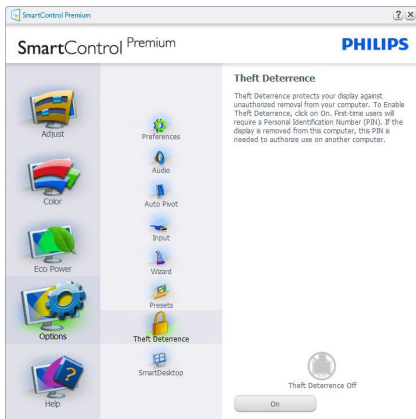 SmartControl Premium
SmartControl Premium
PHILIPS
Adjust
Color
Eco Power
Options
Help
Preferences
Audio
Auto Pivot
Input
Wizard
Presets
Theft Deterrence
SmartDesktop
Theft Deterrence
Theft Deterrence protects your display against
unauthorized removal from your computer. To Enable
Theft Deterrence, click on On. First-time users will
require a Personal Identification Number (PIN). If the
display is removed from this computer, this PIN is
needed to authorize use on another computer.
Theft Deterrence Off
On